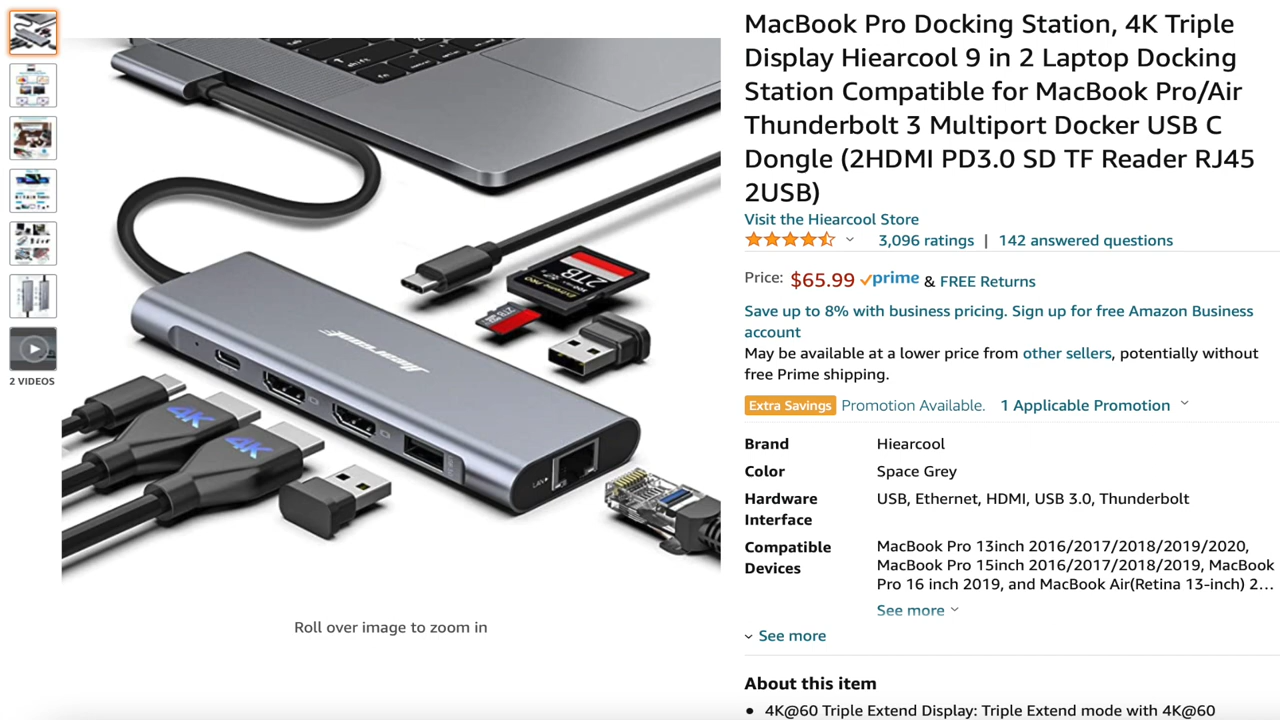 MacBook Pro Docking Station, 4K Triple
Display Hiearcool 9 in 2 Laptop Docking
Station Compatible for MacBook Pro/Air
Thunderbolt 3 Multiport Docker USB C
Dongle (2HDMI PD3.0 SD TF Reader RJ45
2USB)
Visit the Hiearcool Store
3,096 ratings | 142 answered questions
Price: $65.99 prime & FREE Returns
Save up to 8% with business pricing. Sign up for free Amazon Business
account
May be available at a lower price from other sellers, potentially without
free Prime shipping.
Extra Savings Promotion Available. 1 Applicable Promotion
Brand Hiearcool
Color Space Grey
Hardware Interface USB, Ethernet, HDMI, USB 3.0, Thunderbolt
Compatible Devices MacBook Pro 13inch 2016/2017/2018/2019/2020,
MacBook Pro 15inch 2016/2017/2018/2019, MacBook
Pro 16 inch 2019, and MacBook Air(Retina 13-inch) 2...
See more
See more
About this item
• 4K@60 Triple Extend Display: Triple Extend mode with 4K@60
2 VIDEOS
Hiearcool
2TB
Extreme PRO
2TB
4K
4K
LAN
Roll over image to zoom in